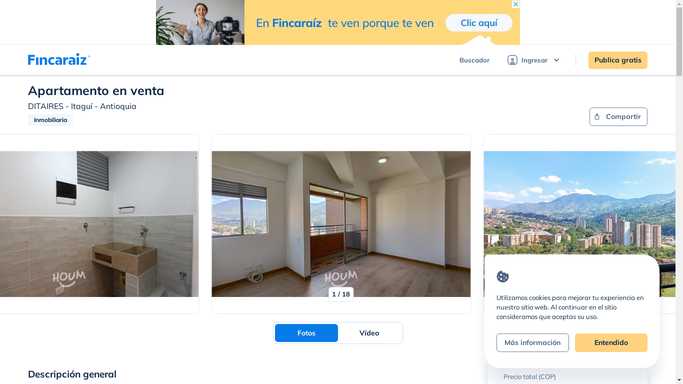 En Fincaraíz te ven porque te ven
Clic aquí
Fincaraíz
Buscador
Ingresar
Publica gratis
Apartamento en venta
DITAIRES - Itaguí - Antioquia
Inmobiliaria
Compartir
HOUM
HOUM
1 / 18
Fotos
Vídeo
Utilizamos cookies para mejorar tu experiencia en
nuestro sitio web. Al continuar en el sitio
consideramos que aceptas su uso.
Más información
Entendido
Descripción general
Precio total (COP)